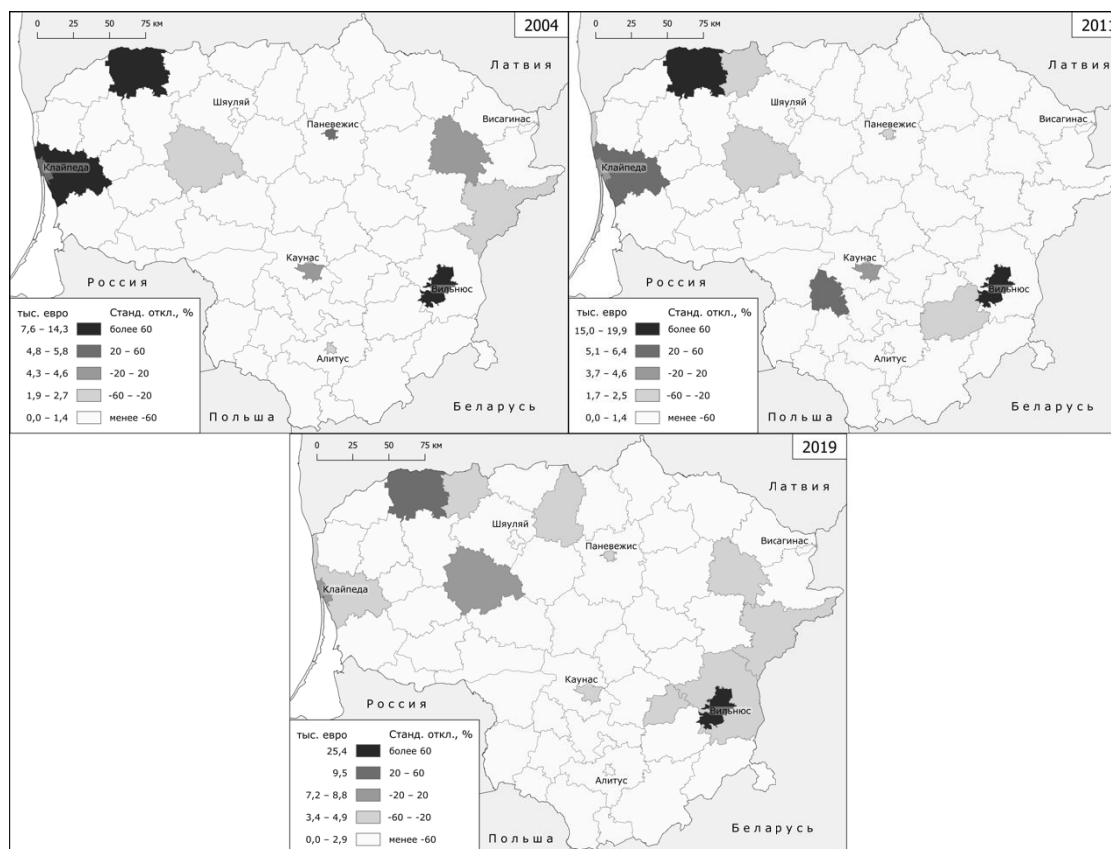 0 25 50 75 км
2004
Латвия
Шяуляй
Паневежис
Висагинас
Клайпеда
Каунас
Россия
Вильнюс
тыс. евро Станд. откл., %
7,6 – 14,3 более 60
4,8 – 5,8 20 – 60
4,3 – 4,6 -20 – 20
1,9 – 2,7 -60 – -20
0,0 – 1,4 менее -60
Алитус
Беларусь
Польша
0 25 50 75 км
2011
Латвия
Шяуляй
Паневежис
Висагинас
Клайпеда
Каунас
Россия
Вильнюс
тыс. евро Станд. откл., %
15,0 – 19,9 более 60
5,1 – 6,4 20 – 60
3,7 – 4,6 -20 – 20
1,7 – 2,5 -60 – -20
0,0 – 1,4 менее -60
Алитус
Беларусь
Польша
0 25 50 75 км
2019
Латвия
Шяуляй
Паневежис
Висагинас
Клайпеда
Каунас
Россия
Вильнюс
тыс. евро Станд. откл., %
25,4 более 60
9,5 20 – 60
7,2 – 8,8 -20 – 20
3,4 – 4,9 -60 – -20
0,0 – 2,9 менее -60
Алитус
Беларусь
Польша